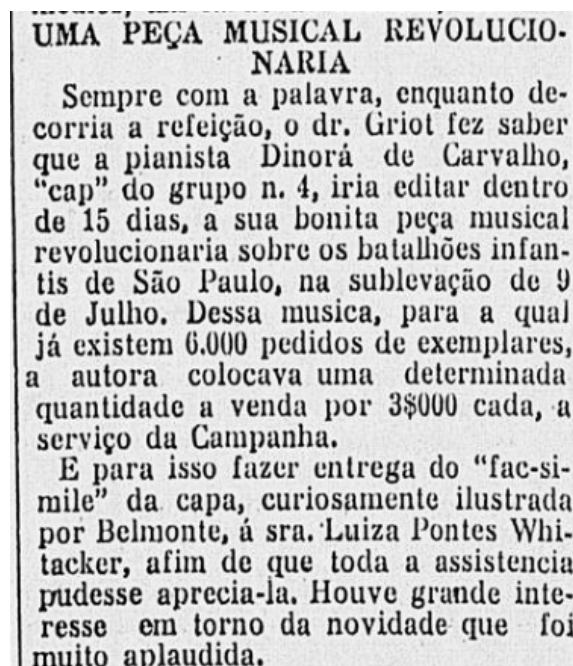 UMA PEÇA MUSICAL REVOLUCIO-
NARIA
Sempre com a palavra, enquanto de-
corria a refeição, o dr. Griot fez saber
que a pianista Dinorá de Carvalho,
"cap" do grupo n. 4, iria editar dentro
de 15 dias, a sua bonita peça musical
revolucionaria sobre os batalhões infan-
tis de São Paulo, na sublevação de 9
de Julho. Dessa musica, para a qual
já existem 6.000 pedidos de exemplares,
a autora colocava uma determinada
quantidade a venda por 3$000 cada, a
serviço da Campanha.
E para isso fazer entrega do "fac-si-
mile" da capa, curiosamente ilustrada
por Belmonte, á sra. Luiza Pontes Whi-
tacker, afim de que toda a assistencia
pudesse aprecia-la. Houve grande inte-
resse em torno da novidade que foi
muito aplaudida.